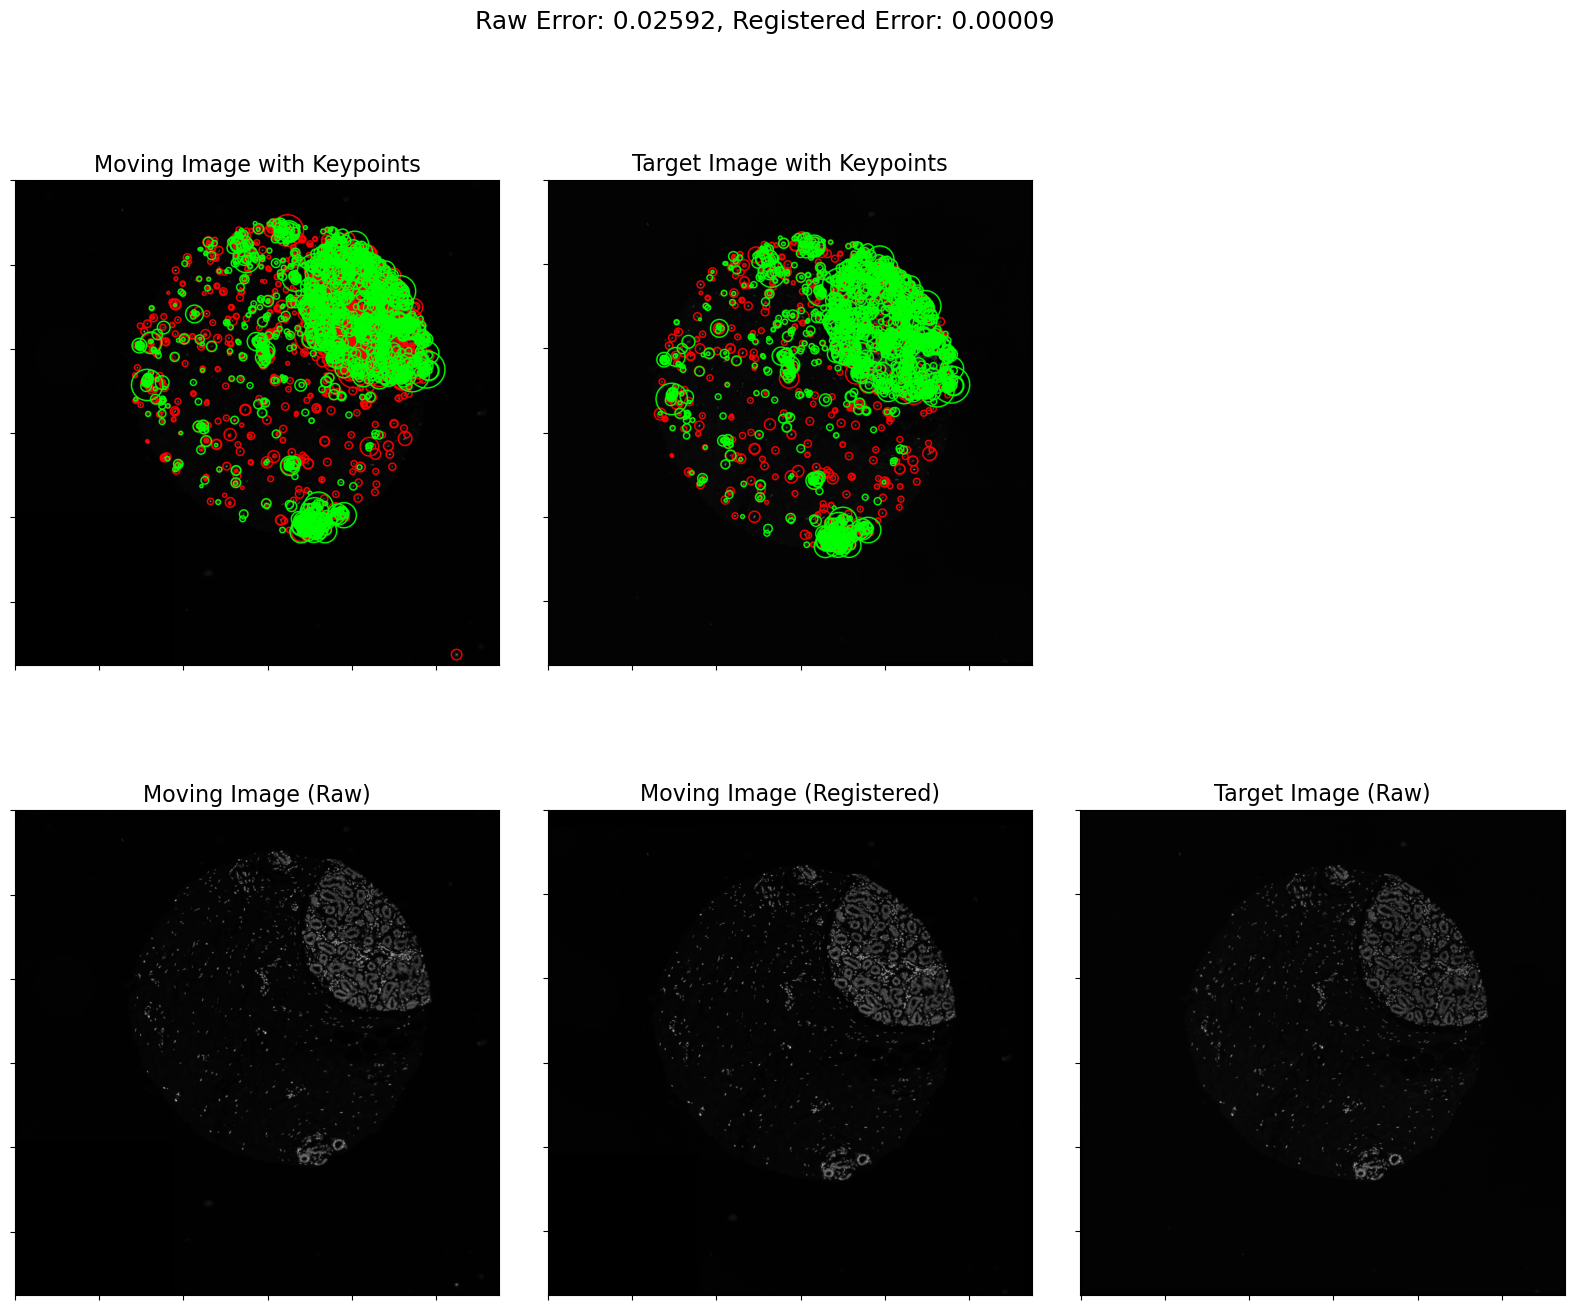 Raw Error: 0.02592, Registered Error: 0.00009
Moving Image with Keypoints
Target Image with Keypoints
Moving Image (Raw)
Moving Image (Registered)
Target Image (Raw)